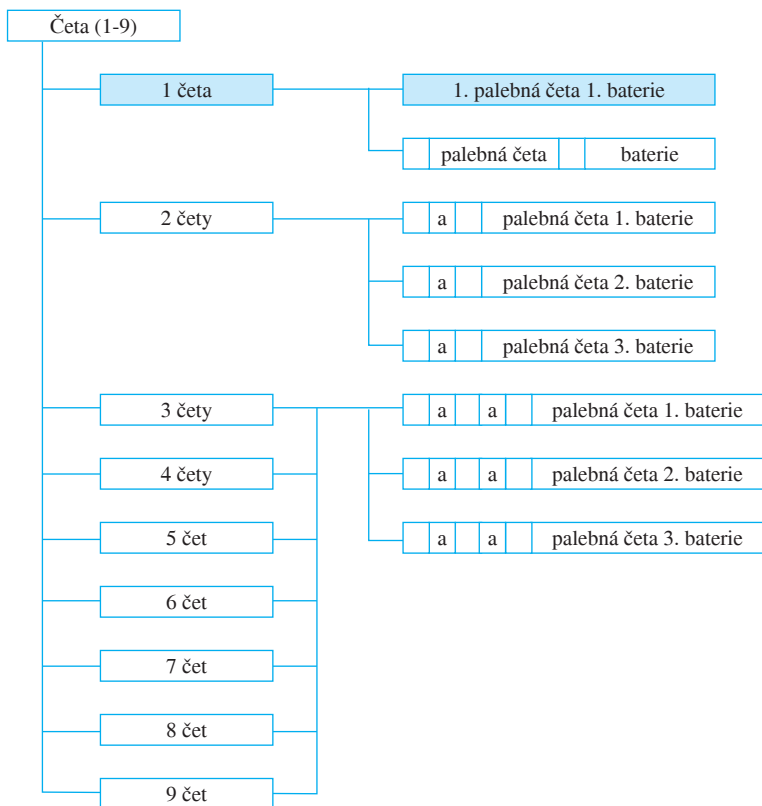 Četa (1-9)
1 četa
1. palebná četa 1. baterie
palebná četa baterie
2 čety
a palebná četa 1. baterie
a palebná četa 2. baterie
a palebná četa 3. baterie
3 čety
a a palebná četa 1. baterie
4 čety
a a palebná četa 2. baterie
5 čet
a a palebná četa 3. baterie
6 čet
7 čet
8 čet
9 čet